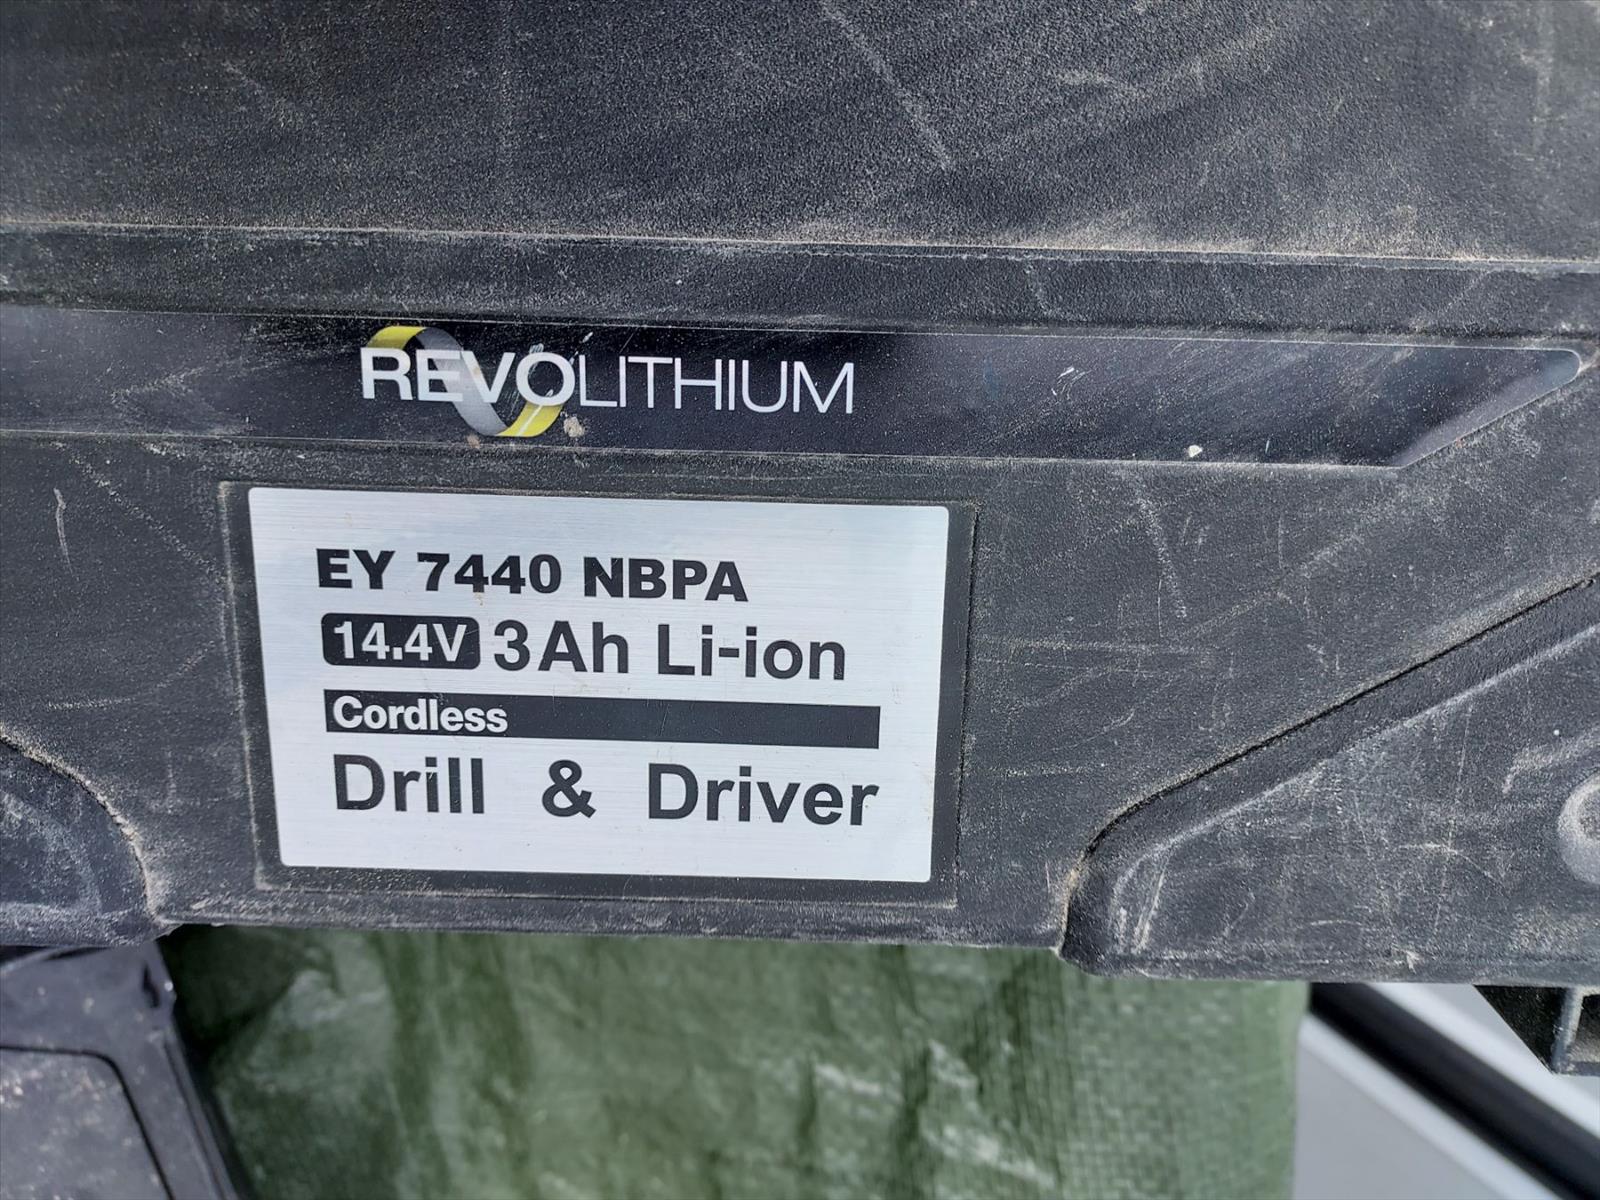 REVOLITHIUM
EY 7440 NBPA
14.4V 3Ah Li-ion
Cordless
Drill & Driver